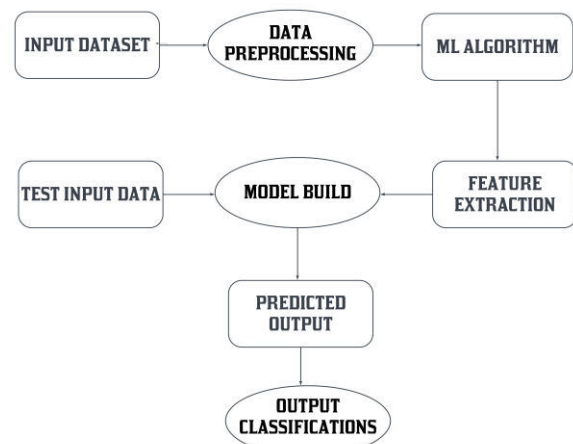 INPUT DATASET
DATA
PREPROCESSING
ML ALGORITHM
TEST INPUT DATA
MODEL BUILD
FEATURE
EXTRACTION
PREDICTED
OUTPUT
OUTPUT
CLASSIFICATIONS